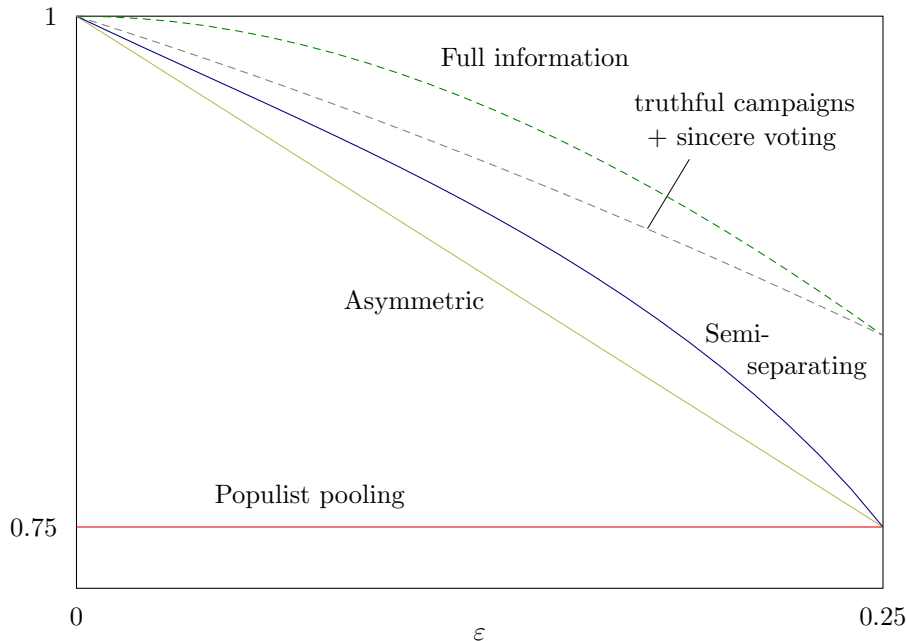 1
Full information
truthful campaigns
+ sincere voting
Asymmetric
Semi-
separating
Populist pooling
0.75
0
0.25
ε